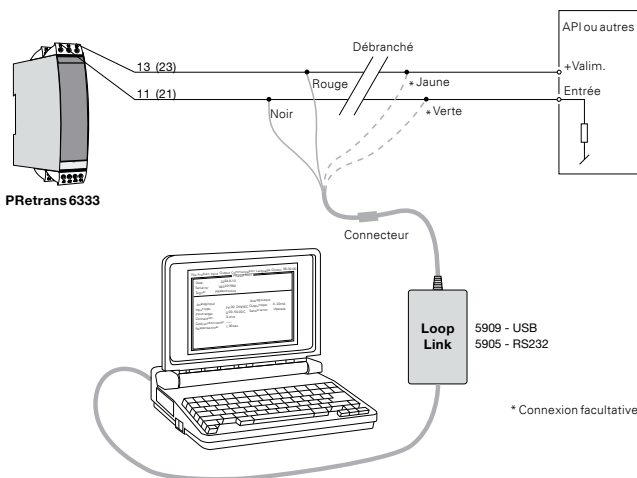 API ou autres
Débranché
13 (23)
+Valim.
Rouge
* Jaune
11 (21)
Entrée
Noir
* Verte
PRetrans 6333
Connecteur
Loop
Link
5909 - USB
5905 - RS232
* Connexion facultative